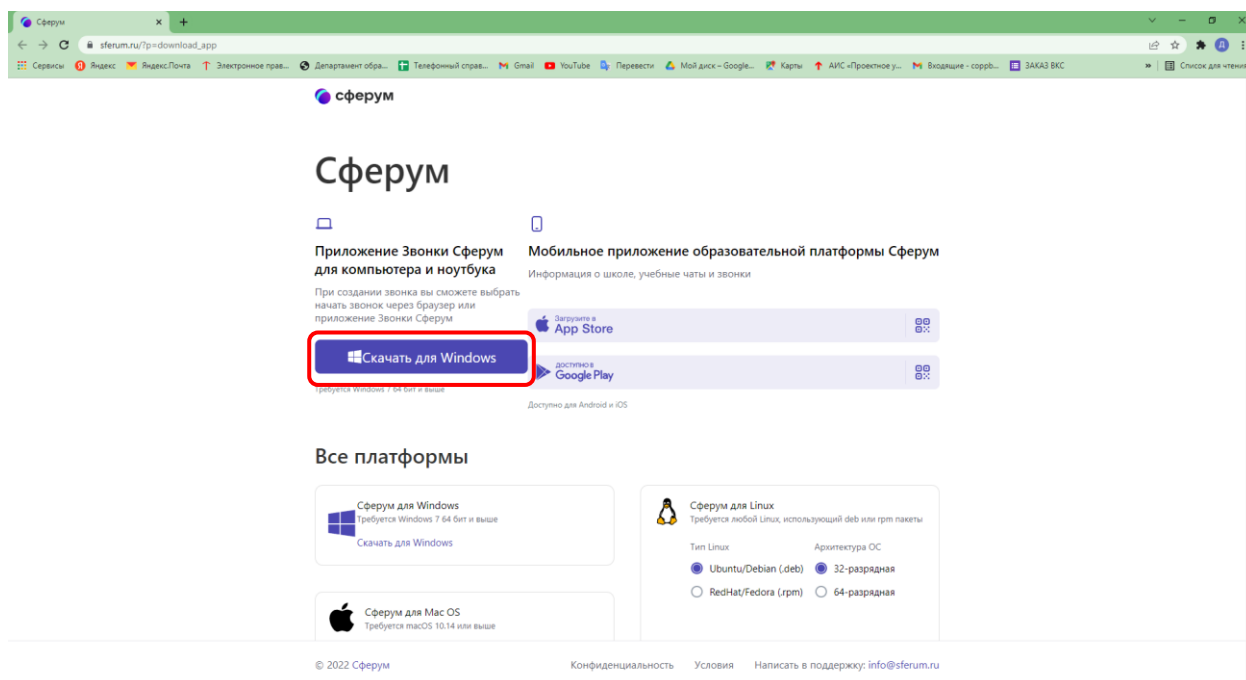 Сферум
sferum.ru/?p=download_app
Сервисы Яндекс Яндекс.Почта Электронное прав... Департамент обра... Телефонный справ... Gmail YouTube Перевести Мой диск – Google... Карты АИС «Проектное у... Входящие - coppb... ЗАКАЗ ВКС » Список для чтения
сферум
Сферум
Приложение Звонки Сферум
для компьютера и ноутбука
При создании звонка вы сможете выбрать
начать звонок через браузер или
приложение Звонки Сферум
Скачать для Windows
Требуется Windows 7 64 бит и выше
Мобильное приложение образовательной платформы Сферум
Информация о школе, учебные чаты и звонки
Загрузите в
App Store
ДОСТУПНО В
Google Play
Доступно для Android и iOS
Все платформы
Сферум для Windows
Требуется Windows 7 64 бит и выше
Скачать для Windows
Сферум для Mac OS
Требуется macOS 10.14 или выше
Сферум для Linux
Требуется любой Linux, использующий deb или rpm пакеты
Тип Linux Архитектура ОС
Ubuntu/Debian (.deb) 32-разрядная
RedHat/Fedora (.rpm) 64-разрядная
© 2022 Сферум Конфиденциальность Условия Написать в поддержку: info@sferum.ru